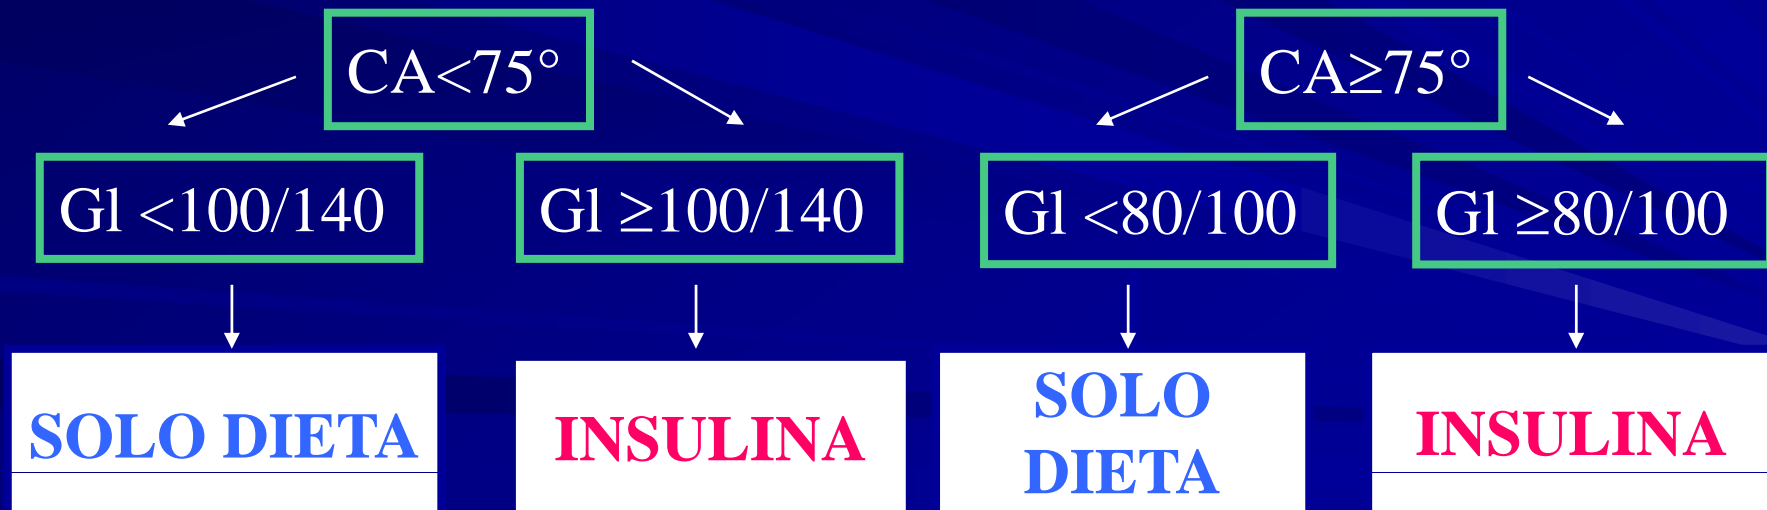 CA<75°
CA≥75°
Gl <100/140
Gl ≥100/140
Gl <80/100
Gl ≥80/100
SOLO DIETA
INSULINA
SOLO
DIETA
INSULINA